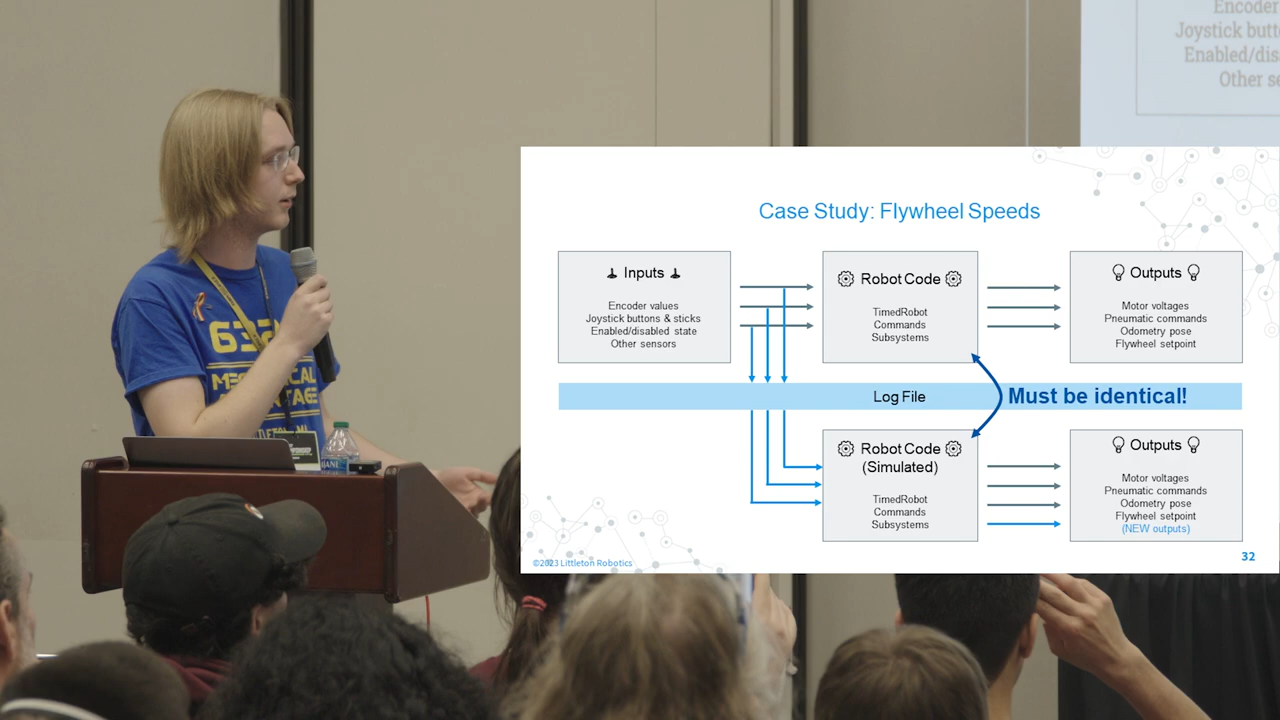 Encoder
Joystick butt
Enabled/dis
Other se
Case Study: Flywheel Speeds
Inputs
Encoder values
Joystick buttons & sticks
Enabled/disabled state
Other sensors
Robot Code
TimedRobot
Commands
Subsystems
Outputs
Motor voltages
Pneumatic commands
Odometry pose
Flywheel setpoint
Log File
Must be identical!
Robot Code
(Simulated)
TimedRobot
Commands
Subsystems
Outputs
Motor voltages
Pneumatic commands
Odometry pose
Flywheel setpoint
(NEW outputs)
©2023 Littleton Robotics
32